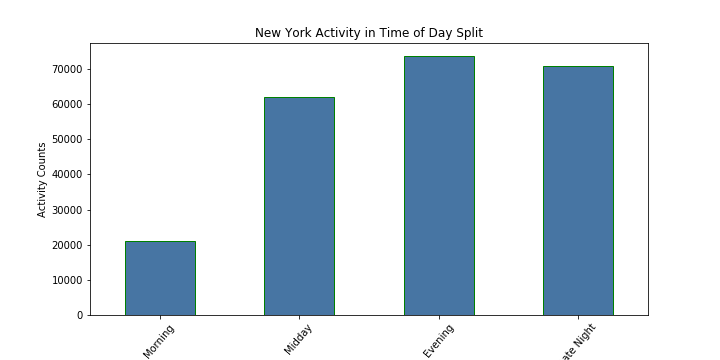 New York Activity in Time of Day Split
Activity Counts
70000
60000
50000
40000
30000
20000
10000
0
Morning
Midday
Evening
ate Night